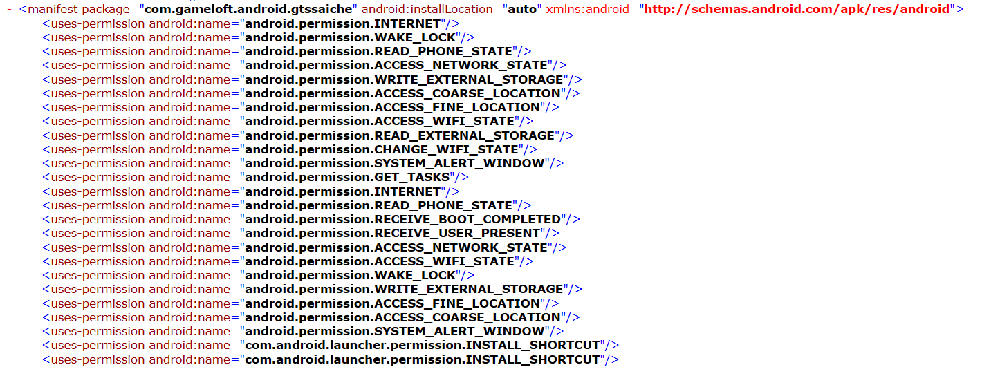 - <manifest package="com.gameloft.android.gtssaiche" android:installLocation="auto" xmlns:android="http://schemas.android.com/apk/res/android">
<uses-permission android:name="android.permission.INTERNET"/>
<uses-permission android:name="android.permission.WAKE_LOCK"/>
<uses-permission android:name="android.permission.READ_PHONE_STATE"/>
<uses-permission android:name="android.permission.ACCESS_NETWORK_STATE"/>
<uses-permission android:name="android.permission.WRITE_EXTERNAL_STORAGE"/>
<uses-permission android:name="android.permission.ACCESS_COARSE_LOCATION"/>
<uses-permission android:name="android.permission.ACCESS_FINE_LOCATION"/>
<uses-permission android:name="android.permission.ACCESS_WIFI_STATE"/>
<uses-permission android:name="android.permission.READ_EXTERNAL_STORAGE"/>
<uses-permission android:name="android.permission.CHANGE_WIFI_STATE"/>
<uses-permission android:name="android.permission.SYSTEM_ALERT_WINDOW"/>
<uses-permission android:name="android.permission.GET_TASKS"/>
<uses-permission android:name="android.permission.INTERNET"/>
<uses-permission android:name="android.permission.READ_PHONE_STATE"/>
<uses-permission android:name="android.permission.RECEIVE_BOOT_COMPLETED"/>
<uses-permission android:name="android.permission.RECEIVE_USER_PRESENT"/>
<uses-permission android:name="android.permission.ACCESS_NETWORK_STATE"/>
<uses-permission android:name="android.permission.ACCESS_WIFI_STATE"/>
<uses-permission android:name="android.permission.WAKE_LOCK"/>
<uses-permission android:name="android.permission.WRITE_EXTERNAL_STORAGE"/>
<uses-permission android:name="android.permission.ACCESS_FINE_LOCATION"/>
<uses-permission android:name="android.permission.ACCESS_COARSE_LOCATION"/>
<uses-permission android:name="android.permission.SYSTEM_ALERT_WINDOW"/>
<uses-permission android:name="com.android.launcher.permission.INSTALL_SHORTCUT"/>
<uses-permission android:name="com.android.launcher.permission.INSTALL_SHORTCUT"/>